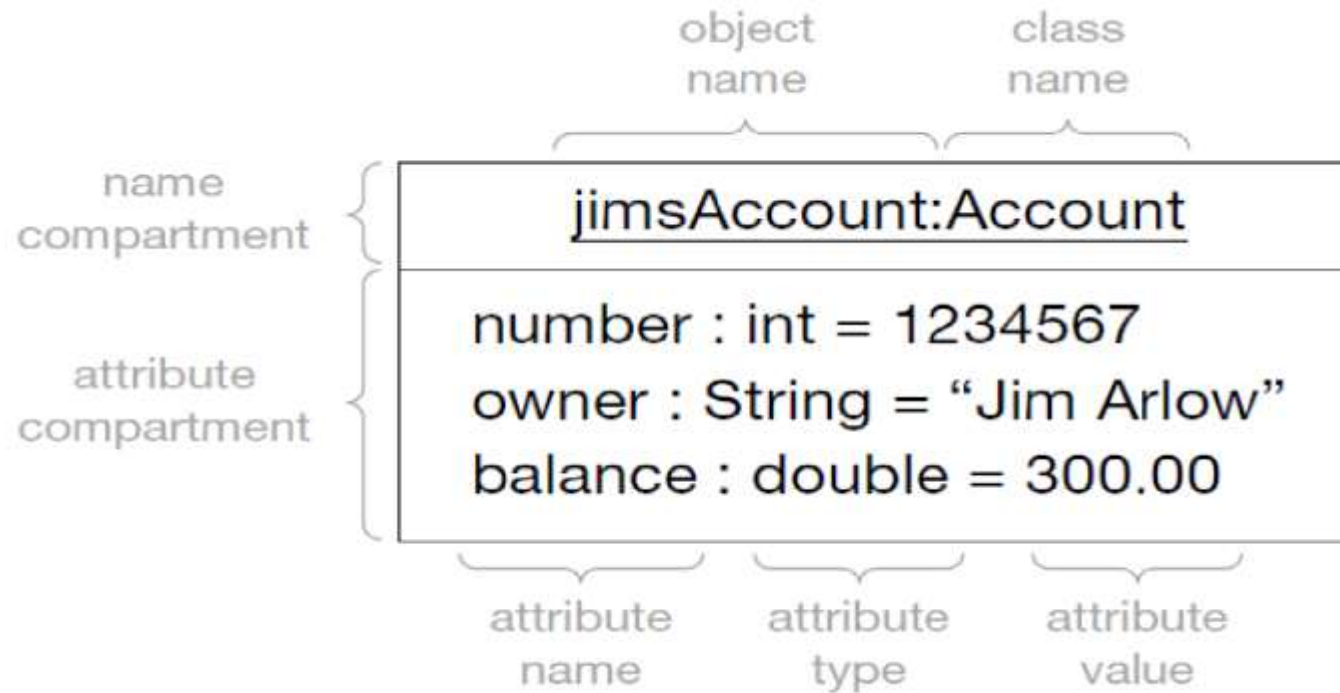 object class
name name
name
compartment
jimsAccount:Account
attribute
compartment
number : int = 1234567
owner : String = “Jim Arlow”
balance : double = 300.00
attribute attribute attribute
name type value